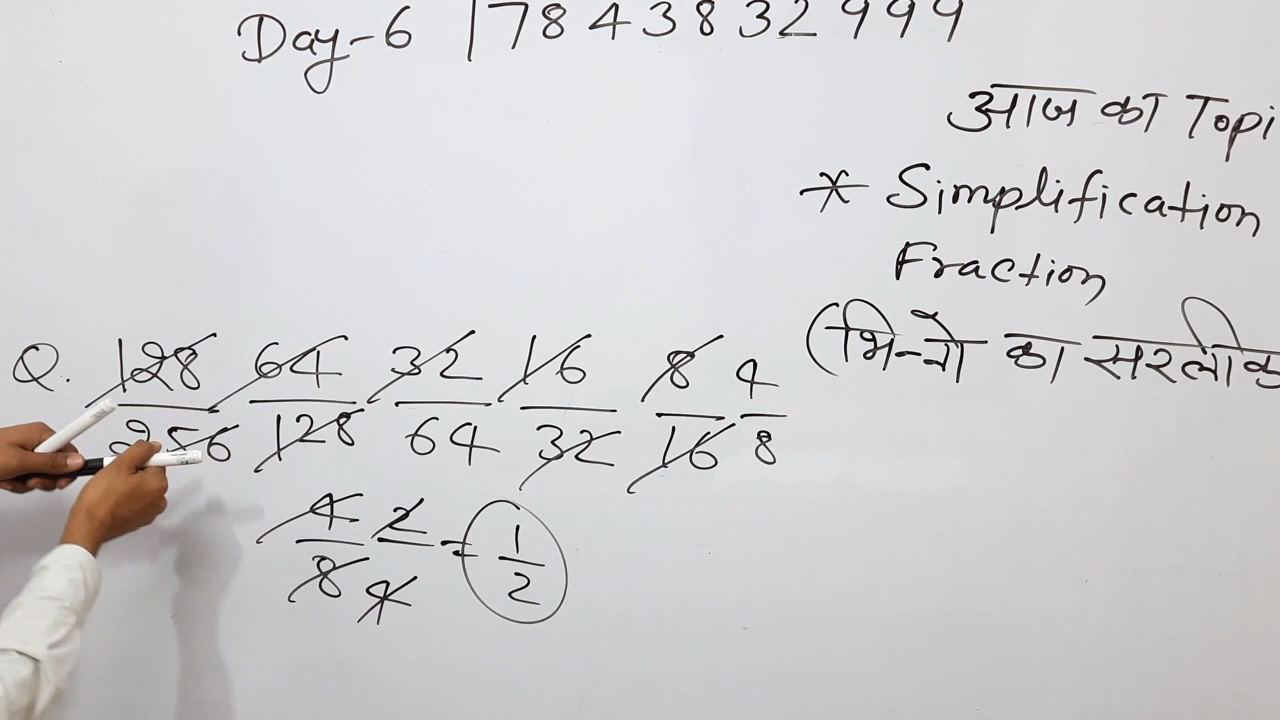 Day-6 | 7843832999
आज का Topi
* Simplification
Fraction
(भिन्नो का सरलीक
Q. 128/256 64/128 32/64 16/32 8/16 4/8
4/8 2/4 = 1/2